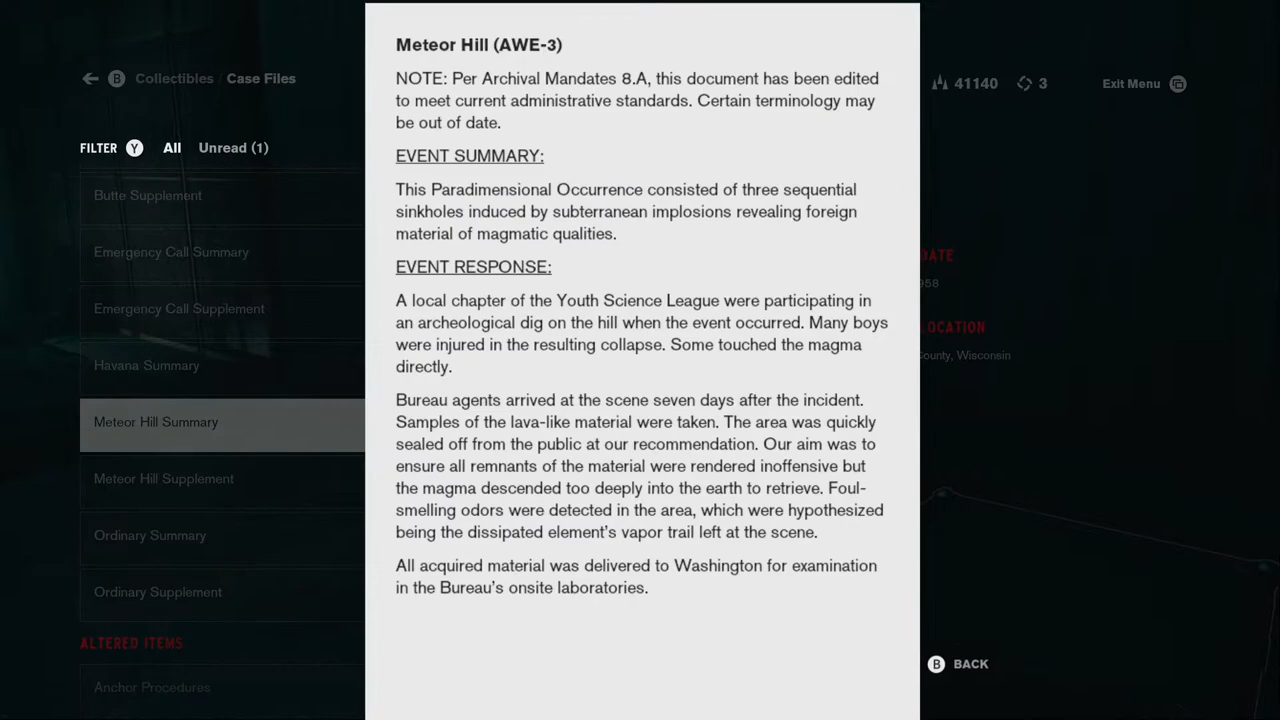 Meteor Hill (AWE-3)
NOTE: Per Archival Mandates 8.A, this document has been edited
to meet current administrative standards. Certain terminology may
be out of date.
EVENT SUMMARY:
This Paradimensional Occurrence consisted of three sequential
sinkholes induced by subterranean implosions revealing foreign
material of magmatic qualities.
EVENT RESPONSE:
A local chapter of the Youth Science League were participating in
an archeological dig on the hill when the event occurred. Many boys
were injured in the resulting collapse. Some touched the magma
directly.
Bureau agents arrived at the scene seven days after the incident.
Samples of the lava-like material were taken. The area was quickly
sealed off from the public at our recommendation. Our aim was to
ensure all remnants of the material were rendered inoffensive but
the magma descended too deeply into the earth to retrieve. Foul-
smelling odors were detected in the area, which were hypothesized
being the dissipated element's vapor trail left at the scene.
All acquired material was delivered to Washington for examination
in the Bureau's onsite laboratories.
B Collectibles Case Files
FILTER Y All Unread (1)
Butte Supplement
Emergency Call Summary
Emergency Call Supplement
Havana Summary
Meteor Hill Summary
Meteor Hill Supplement
Ordinary Summary
Ordinary Supplement
ALTERED ITEMS
Anchor Procedures
41140 3 Exit Menu
DATE
958
LOCATION
County, Wisconsin
B BACK